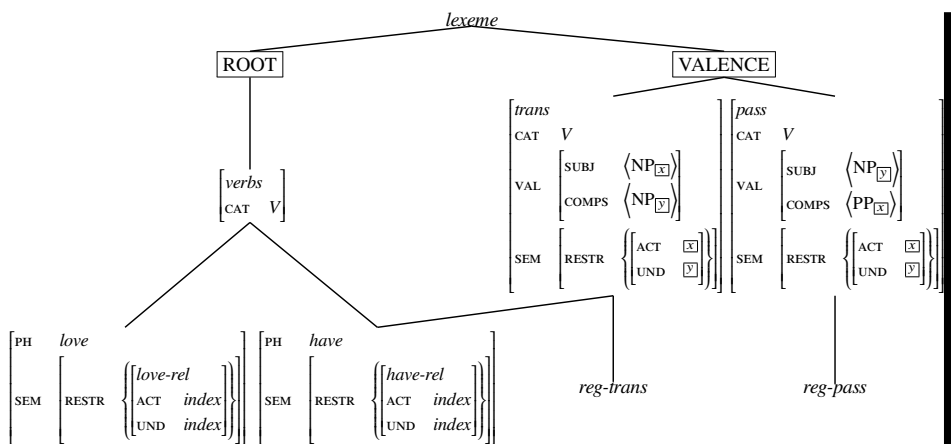 lexeme
ROOT
VALENCE
trans
CAT V
VAL
SUBJ ⟨NP x⟩
COMPS ⟨NP y⟩
SEM
RESTR
ACT x
UND y
pass
CAT V
VAL
SUBJ ⟨NP y⟩
COMPS ⟨PP x⟩
SEM
RESTR
ACT x
UND y
verbs
CAT V
PH love
SEM
RESTR
love-rel
ACT index
UND index
PH have
SEM
RESTR
have-rel
ACT index
UND index
reg-trans
reg-pass